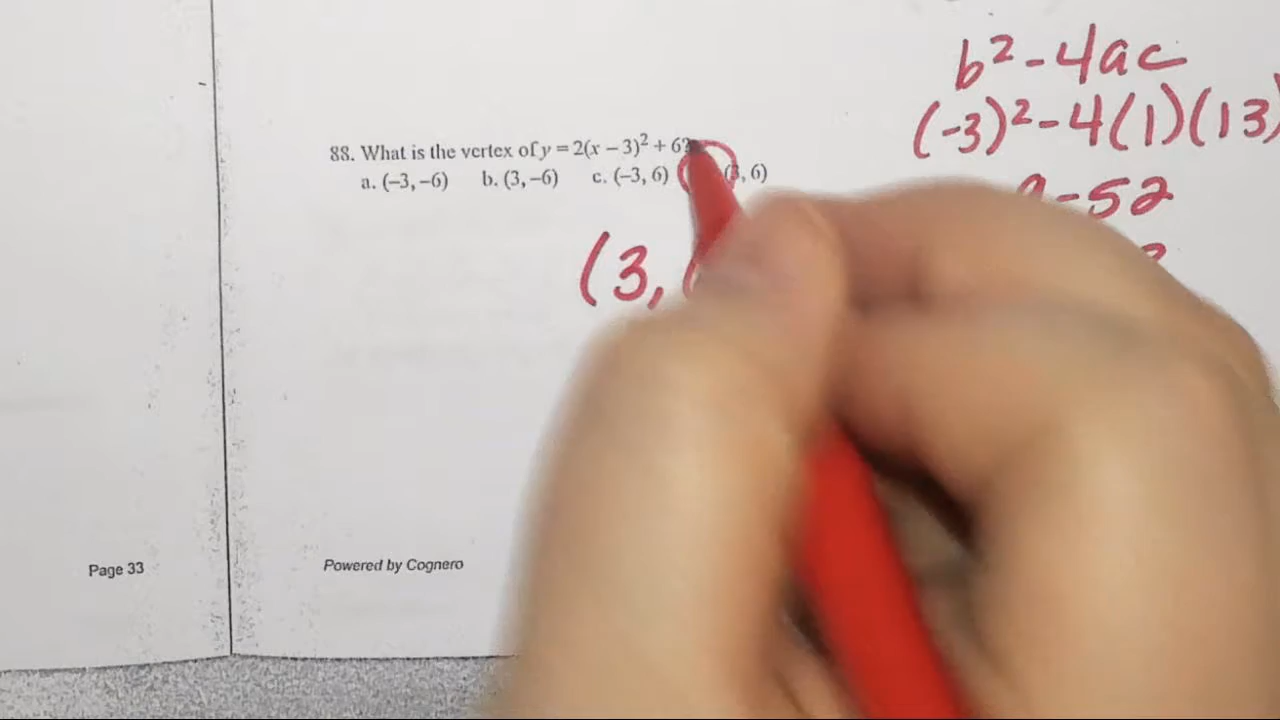 b²-4ac
(-3)²-4(1)(13)
-52
88. What is the vertex of y = 2(x – 3)² + 6?
a. (–3, –6) b. (3, –6) c. (–3, 6) (3, 6)
(3,
Page 33
Powered by Cognero